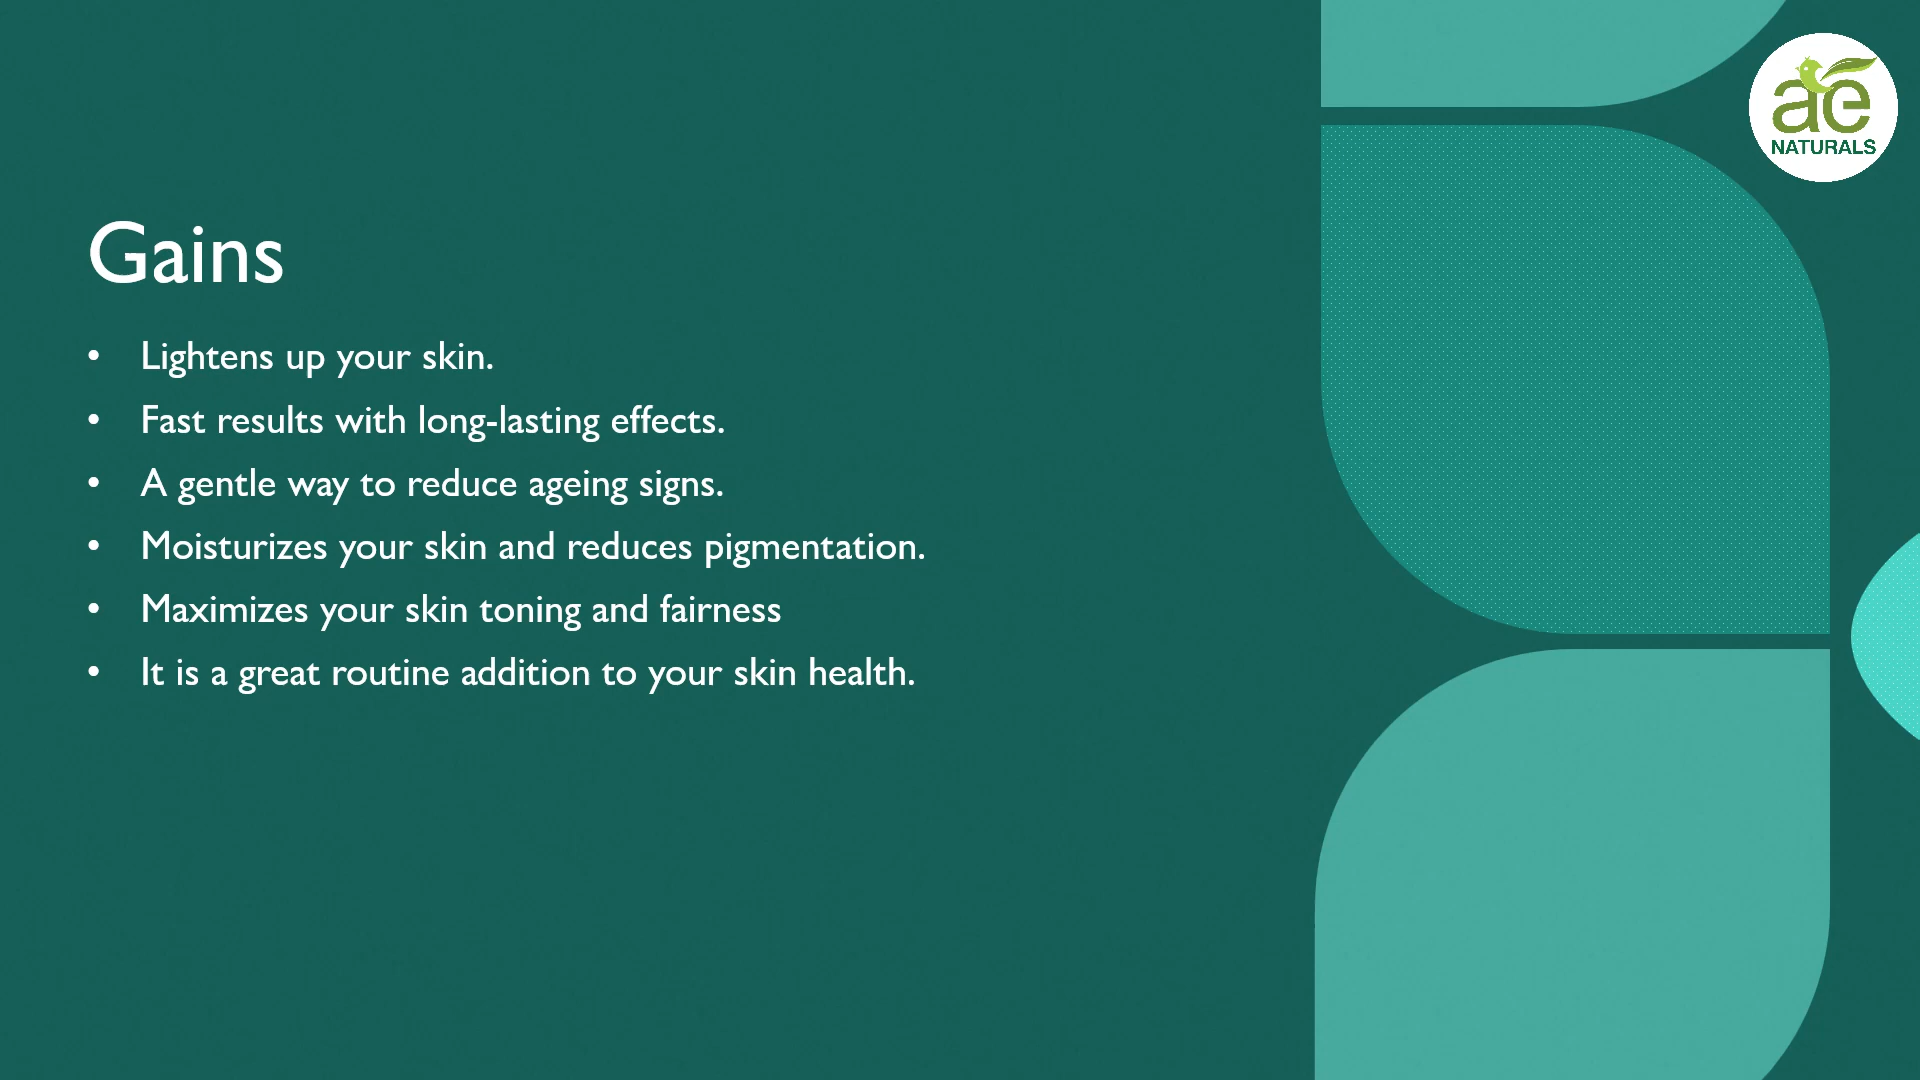 ae
NATURALS
Gains
• Lightens up your skin.
• Fast results with long-lasting effects.
• A gentle way to reduce ageing signs.
• Moisturizes your skin and reduces pigmentation.
• Maximizes your skin toning and fairness
• It is a great routine addition to your skin health.